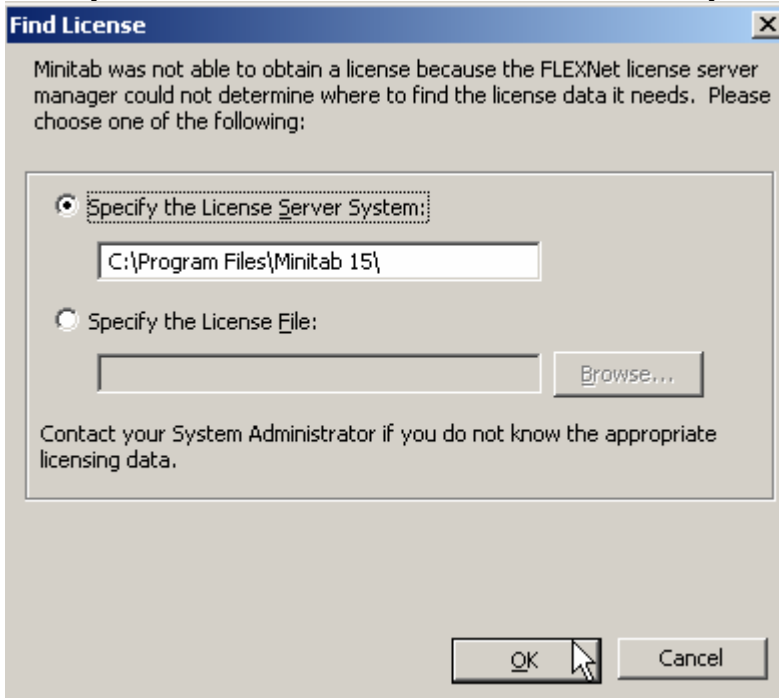 Find License
Minitab was not able to obtain a license because the FLEXNet license server
manager could not determine where to find the license data it needs. Please
choose one of the following:
Specify the License Server System:
C:\Program Files\Minitab 15\
Specify the License File:
Browse...
Contact your System Administrator if you do not know the appropriate
licensing data.
OK
Cancel